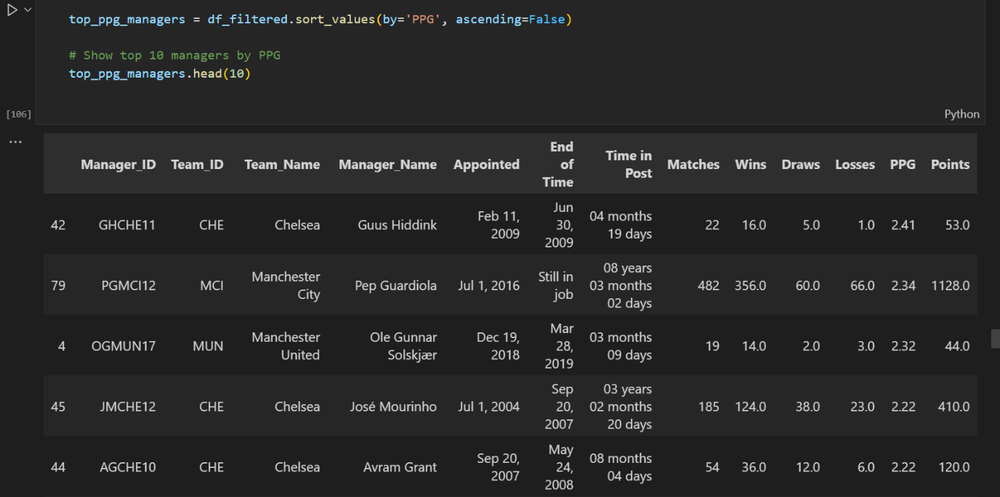 top_ppg_managers = df_filtered.sort_values(by='PPG', ascending=False)
# Show top 10 managers by PPG
top_ppg_managers.head(10)
[106]
Python
...
Manager_ID Team_ID Team_Name Manager_Name Appointed End of Time Time in Post Matches Wins Draws Losses PPG Points
42 GHCHE11 CHE Chelsea Guus Hiddink Feb 11, 2009 Jun 30, 2009 04 months 19 days 22 16.0 5.0 1.0 2.41 53.0
79 PGMCI12 MCI Manchester City Pep Guardiola Jul 1, 2016 Still in job 08 years 03 months 02 days 482 356.0 60.0 66.0 2.34 1128.0
4 OGMUN17 MUN Manchester United Ole Gunnar Solskjær Dec 19, 2018 Mar 28, 2019 03 months 09 days 19 14.0 2.0 3.0 2.32 44.0
45 JMCHE12 CHE Chelsea José Mourinho Jul 1, 2004 Sep 20, 2007 03 years 02 months 20 days 185 124.0 38.0 23.0 2.22 410.0
44 AGCHE10 CHE Chelsea Avram Grant Sep 20, 2007 May 24, 2008 08 months 04 days 54 36.0 12.0 6.0 2.22 120.0